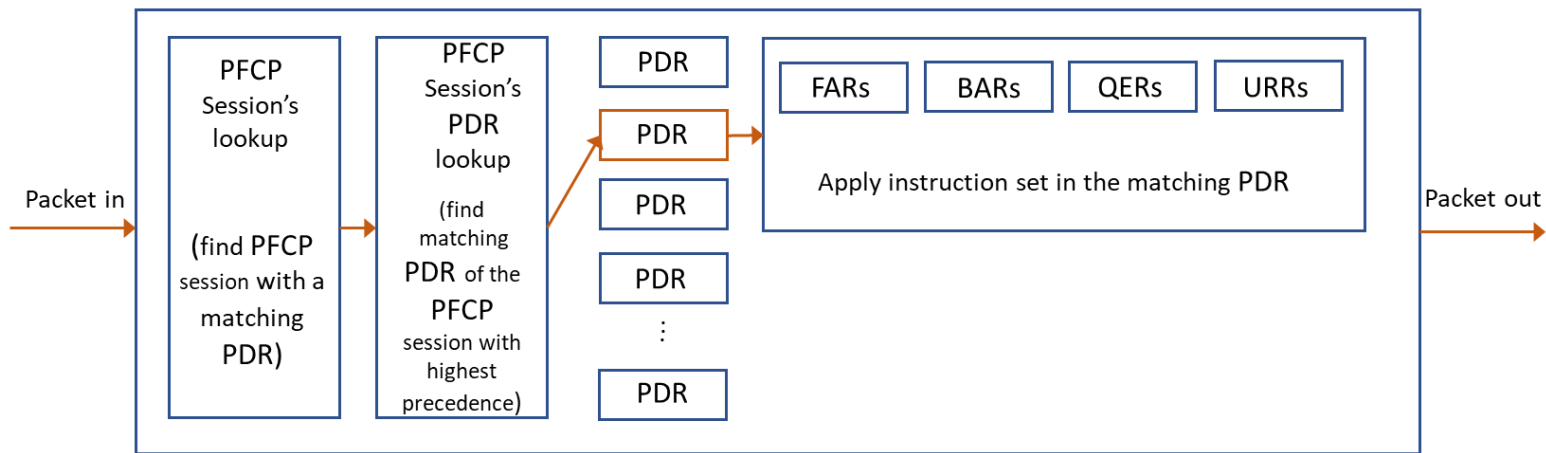 Packet in
PFCP
Session's
lookup
(find PFCP
session with a
matching
PDR)
PFCP
Session's
PDR
lookup
(find
matching
PDR of the
PFCP
session with
highest
precedence)
PDR
PDR
PDR
PDR
⋮
PDR
FARs
BARs
QERs
URRs
Apply instruction set in the matching PDR
Packet out